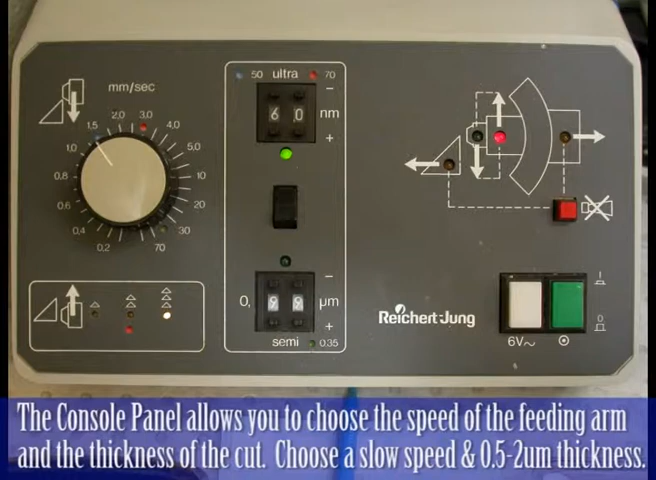 mm/sec
0.2
0.4
0.6
0.8
1.0
1.5
2,0
3,0
4,0
5.0
10
20
30
70
50 ultra 70
−
6 0 nm
+
−
0, 9 9 µm
+
semi 0.35
Reichert-Jung
6V~
I
0
The Console Panel allows you to choose the speed of the feeding arm
and the thickness of the cut. Choose a slow speed & 0.5-2um thickness.